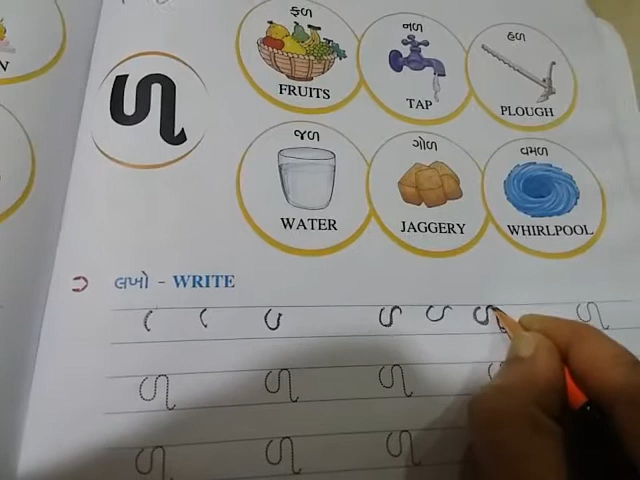 ફળ નળ હળ
FRUITS TAP PLOUGH
ળ
જળ ગોળ વમળ
WATER JAGGERY WHIRLPOOL
લખો - WRITE
ળ
ળ ળ ળ
ળ ળ ળ